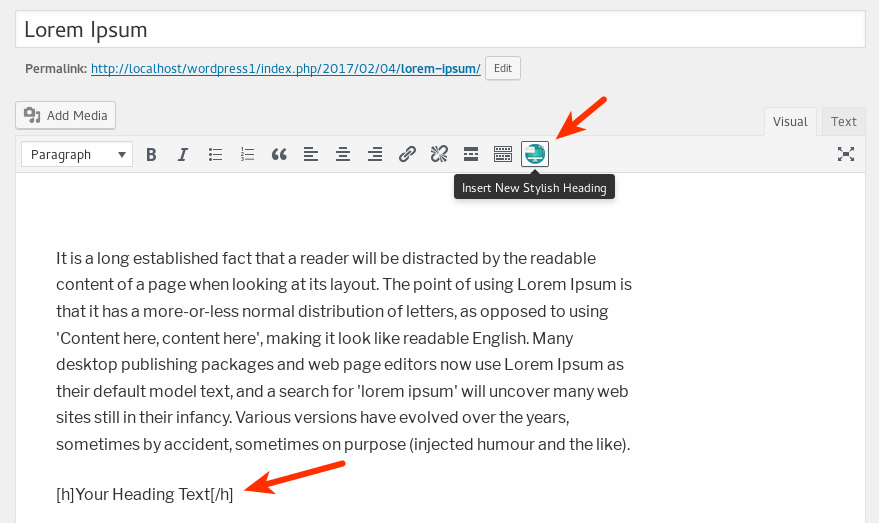 Lorem Ipsum
Permalink: http://localhost/wordpress1/index.php/2017/02/04/lorem-ipsum/ Edit
Add Media
Visual Text
Paragraph B I
Insert New Stylish Heading
It is a long established fact that a reader will be distracted by the readable
content of a page when looking at its layout. The point of using Lorem Ipsum is
that it has a more-or-less normal distribution of letters, as opposed to using
'Content here, content here', making it look like readable English. Many
desktop publishing packages and web page editors now use Lorem Ipsum as
their default model text, and a search for 'lorem ipsum' will uncover many web
sites still in their infancy. Various versions have evolved over the years,
sometimes by accident, sometimes on purpose (injected humour and the like).
[h]Your Heading Text[/h]